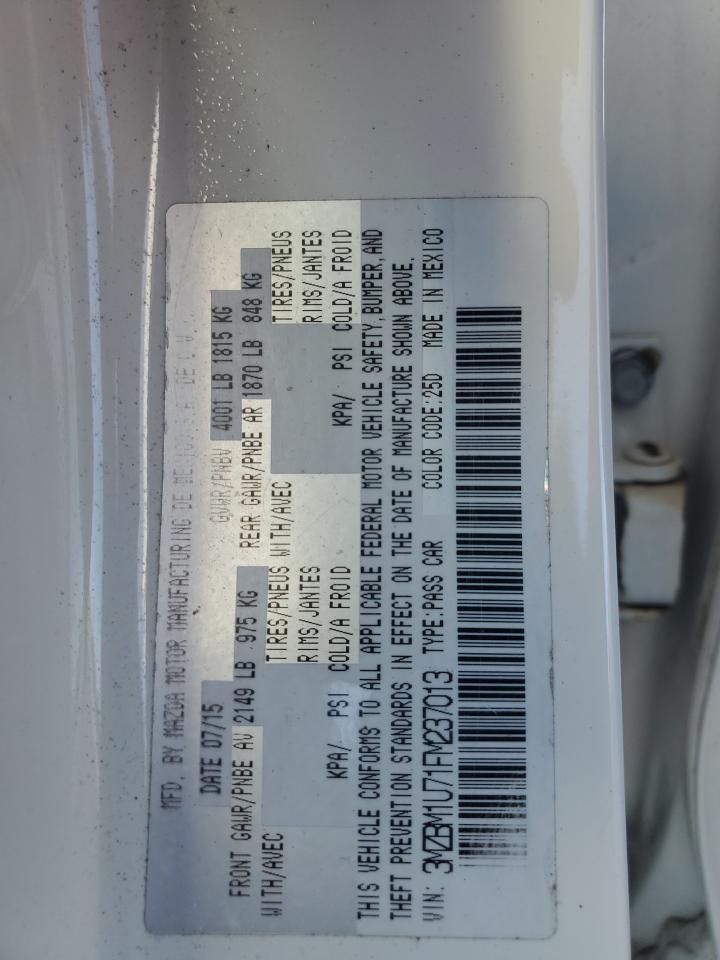 MFD. BY MAZDA MOTOR MANUFACTURING DE MEXICO S.A. DE C.V.
DATE 07/15 GVWR/PNBV 4001 LB 1815 KG
FRONT GAWR/PNBE AV 2149 LB 975 KG REAR GAWR/PNBE AR 1870 LB 848 KG
WITH/AVEC TIRES/PNEUS WITH/AVEC TIRES/PNEUS
RIMS/JANTES RIMS/JANTES
KPA/ PSI COLD/A FROID KPA/ PSI COLD/A FROID
THIS VEHICLE CONFORMS TO ALL APPLICABLE FEDERAL MOTOR VEHICLE SAFETY, BUMPER, AND
THEFT PREVENTION STANDARDS IN EFFECT ON THE DATE OF MANUFACTURE SHOWN ABOVE.
VIN: 3MZBM1U71FM237013 TYPE:PASS CAR COLOR CODE:25D MADE IN MEXICO